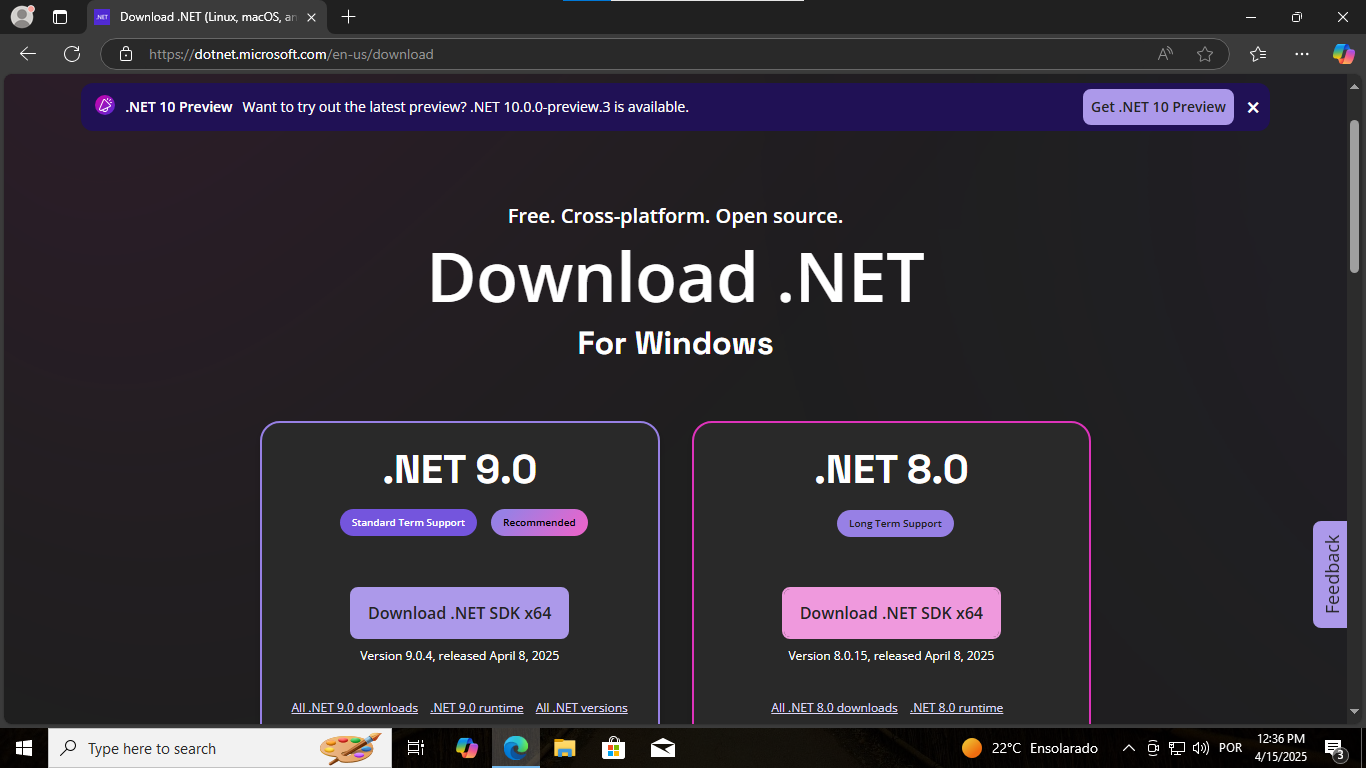 .NET
Download .NET (Linux, macOS, an
https://dotnet.microsoft.com/en-us/download
.NET 10 Preview Want to try out the latest preview? .NET 10.0.0-preview.3 is available.
Get .NET 10 Preview
Free. Cross-platform. Open source.
Download .NET
For Windows
.NET 9.0
Standard Term Support
Recommended
Download .NET SDK x64
Version 9.0.4, released April 8, 2025
All .NET 9.0 downloads
.NET 9.0 runtime
All .NET versions
.NET 8.0
Long Term Support
Download .NET SDK x64
Version 8.0.15, released April 8, 2025
All .NET 8.0 downloads
.NET 8.0 runtime
Feedback
Type here to search
22°C Ensolarado
POR
12:36 PM
4/15/2025
3